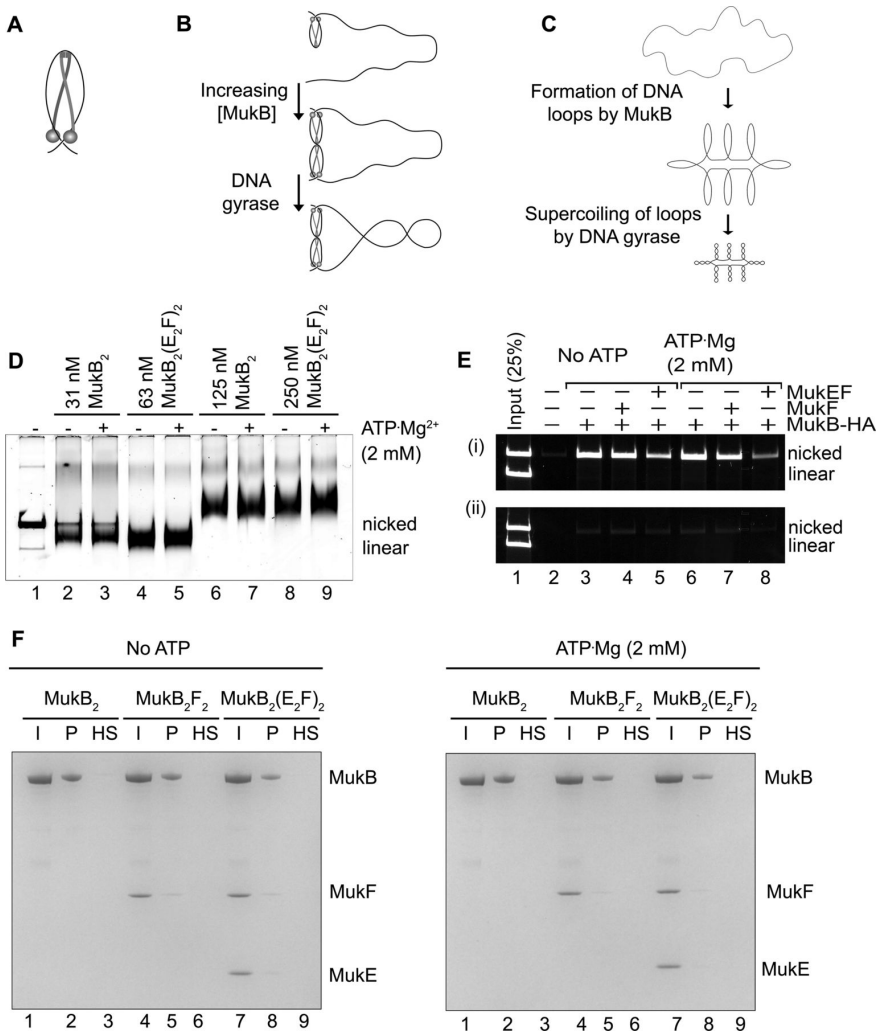 A
B
C
Increasing
[MukB]
DNA
gyrase
Formation of DNA
loops by MukB
Supercoiling of loops
by DNA gyrase
D
31 nM
MukB2
63 nM
MukB2(E2F)2
125 nM
MukB2
250 nM
MukB2(E2F)2
- - + - + - + - + ATP·Mg2+
(2 mM)
nicked
linear
1 2 3 4 5 6 7 8 9
E
Input (25%)
No ATP
ATP·Mg
(2 mM)
− − − + − − + MukEF
− − + − − + − MukF
− + + + + + + MukB-HA
(i)
nicked
linear
(ii)
nicked
linear
1 2 3 4 5 6 7 8
F
No ATP
MukB2 MukB2F2 MukB2(E2F)2
I P HS I P HS I P HS
MukB
MukF
MukE
1 2 3 4 5 6 7 8 9
ATP·Mg (2 mM)
MukB2 MukB2F2 MukB2(E2F)2
I P HS I P HS I P HS
MukB
MukF
MukE
1 2 3 4 5 6 7 8 9